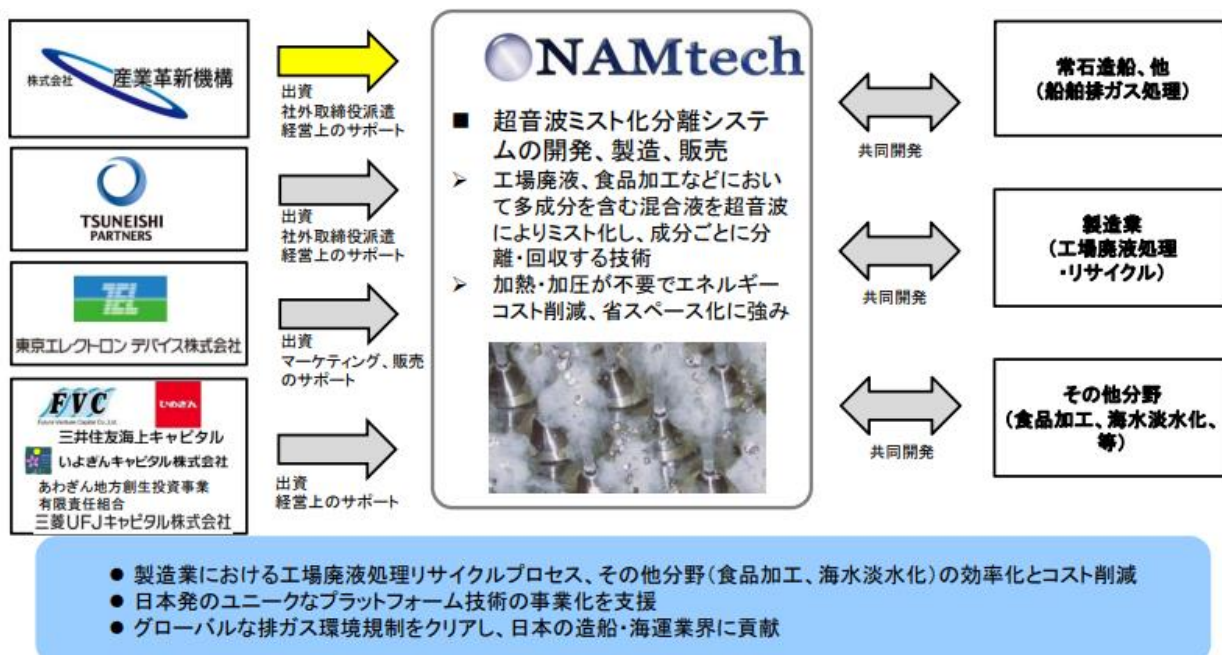 株式会社 産業革新機構
出資
社外取締役派遣
経営上のサポート
TSUNEISHI
PARTNERS
出資
社外取締役派遣
経営上のサポート
TEL
東京エレクトロン デバイス株式会社
出資
マーケティング、販売
のサポート
FVC
Future Venture Capital Co., Ltd.
ひめぎん
三井住友海上キャピタル
いよぎんキャピタル株式会社
あわぎん地方創生投資事業
有限責任組合
三菱UFJキャピタル株式会社
出資
経営上のサポート
NAMtech
■ 超音波ミスト化分離システ
ムの開発、製造、販売
➢ 工場廃液、食品加工などにおい
て多成分を含む混合液を超音波
によりミスト化し、成分ごとに分
離・回収する技術
➢ 加熱・加圧が不要でエネルギー
コスト削減、省スペース化に強み
共同開発
常石造船、他
(船舶排ガス処理)
共同開発
製造業
(工場廃液処理
・リサイクル)
共同開発
その他分野
(食品加工、海水淡水化、
等)
● 製造業における工場廃液処理リサイクルプロセス、その他分野(食品加工、海水淡水化)の効率化とコスト削減
● 日本発のユニークなプラットフォーム技術の事業化を支援
● グローバルな排ガス環境規制をクリアし、日本の造船・海運業界に貢献